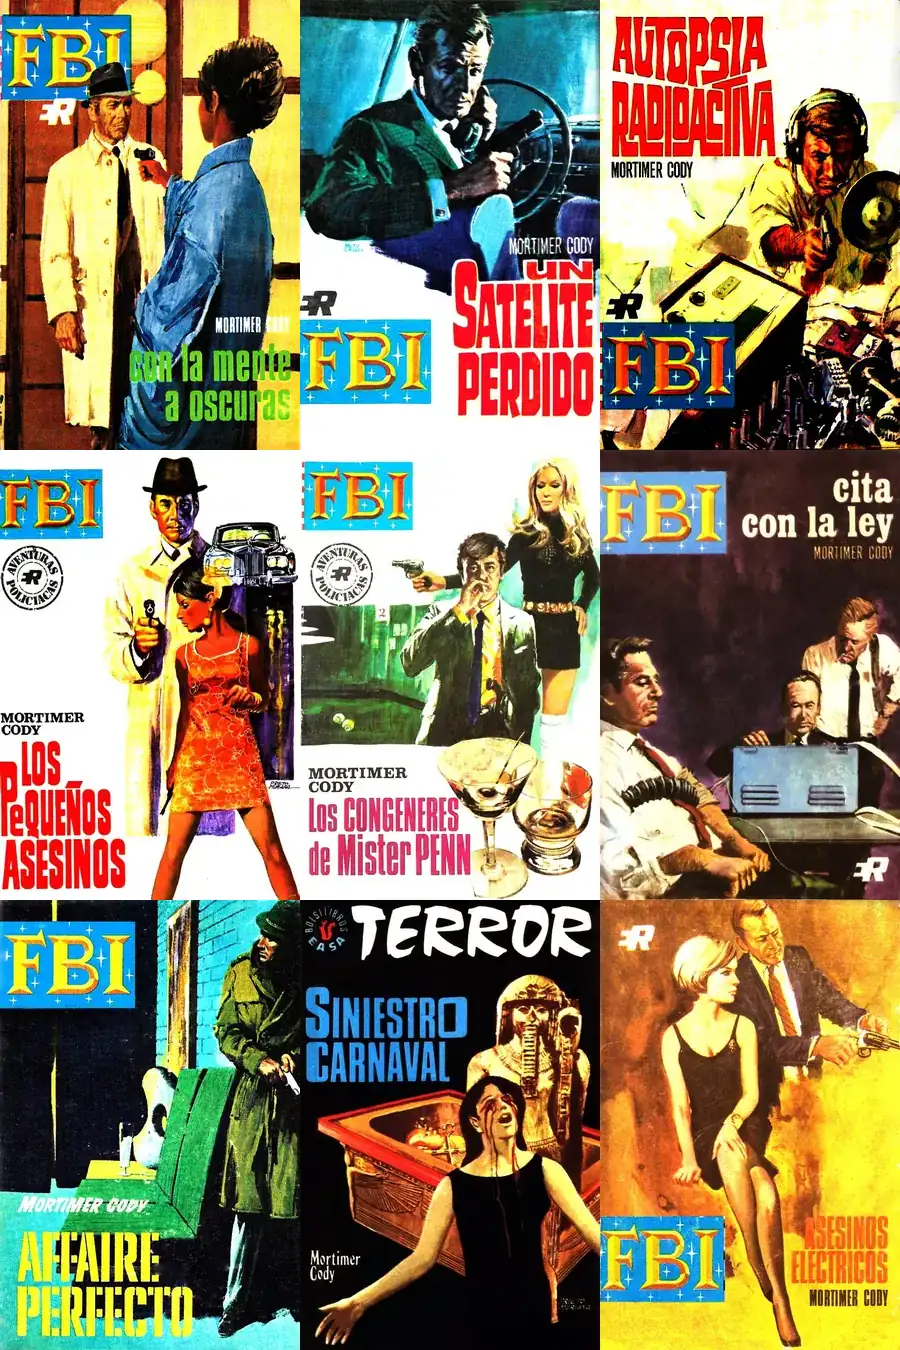 FBI
R
MORTIMER CODY
con la mente
a oscuras
MORTIMER CODY
UN
SATELITE
PERDIDO
R
FBI
AUTOPSIA
RADIOACTIVA
MORTIMER CODY
R
FBI
FBI
AVENTURAS
R
POLICIACAS
MORTIMER
CODY
LOS
PEQUEÑOS
ASESINOS
FBI
AVENTURAS
R
POLICIACAS
2
MORTIMER
CODY
Los CONGENERES
de Mister PENN
FBI
cita
con la ley
MORTIMER CODY
R
FBI
MORTIMER CODY
AFFAIRE
PERFECTO
BOLSILIBROS
EASA
TERROR
SINIESTRO
CARNAVAL
Mortimer
Cody
R
FBI
ASESINOS
ELECTRICOS
MORTIMER CODY